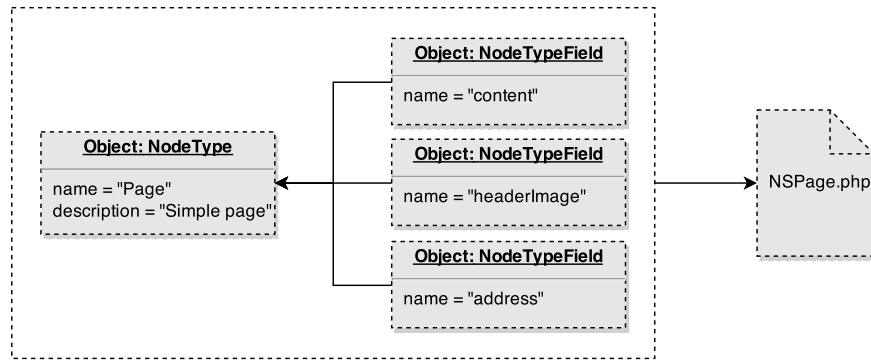 Object: NodeTypeField
name = "content"
Object: NodeType
name = "Page"
description = "Simple page"
Object: NodeTypeField
name = "headerImage"
Object: NodeTypeField
name = "address"
NSPage.php